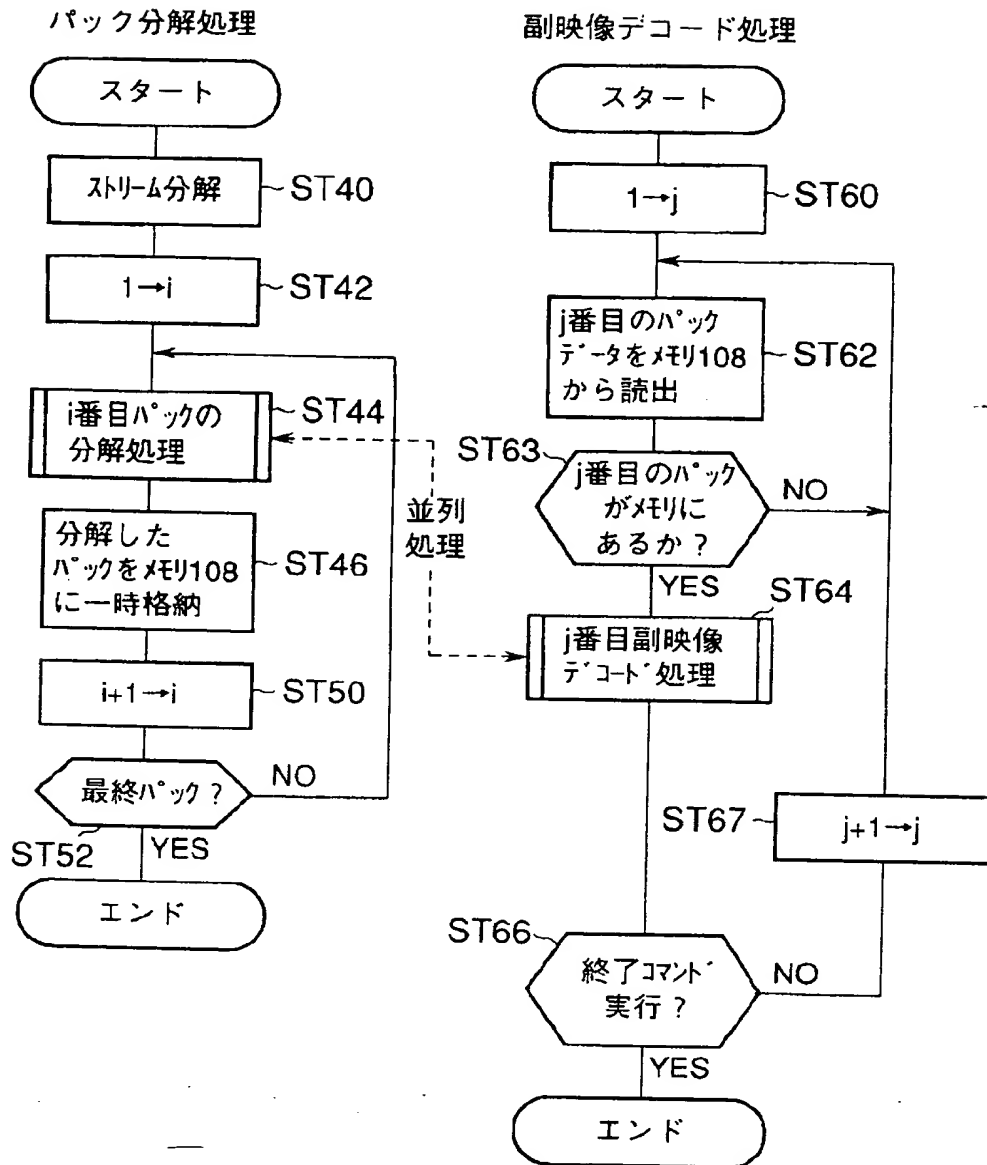 パック分解処理
スタート
ストリーム分解
ST40
1→i
ST42
i番目パックの
分解処理
ST44
分解した
パックをメモリ108
に一時格納
ST46
i+1→i
ST50
最終パック?
NO
ST52
YES
エンド
並列
処理
副映像デコード処理
スタート
1→j
ST60
j番目のパック
データをメモリ108
から読出
ST62
ST63
j番目のパック
がメモリに
あるか?
NO
YES
ST64
j番目副映像
デコード処理
ST67
j+1→j
ST66
終了コマンド
実行?
NO
YES
エンド